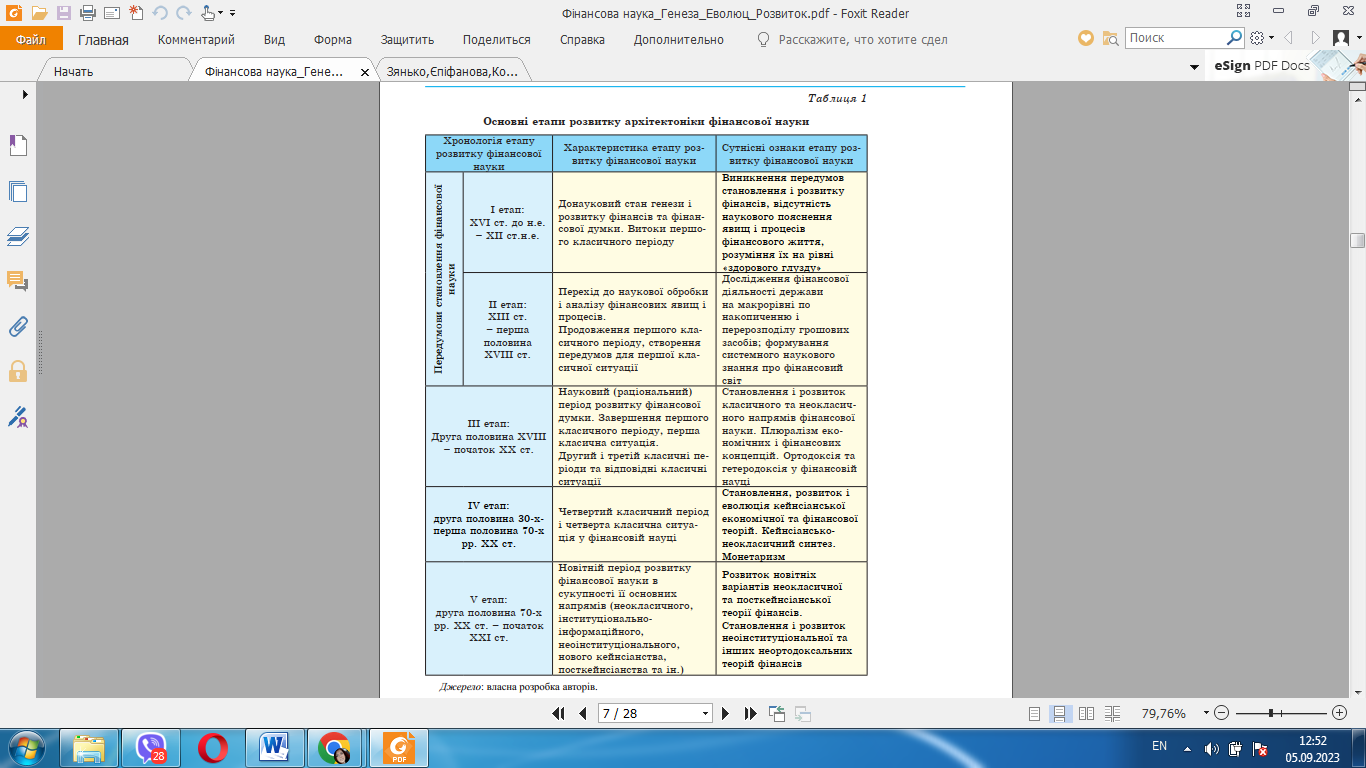 Фінансова наука_Генеза_Еволюц_Розвиток.pdf - Foxit Reader
Файл
Главная
Комментарий
Вид
Форма
Защитить
Поделиться
Справка
Дополнительно
Расскажите, что хотите сдел
Поиск
Начать
Фінансова наука_Гене...
Зянько,Єпіфанова,Ко...
eSign PDF Docs
Таблиця 1
Основні етапи розвитку архітектоніки фінансової науки
Хронологія етапу
розвитку фінансової
науки
Характеристика етапу роз-
витку фінансової науки
Сутнісні ознаки етапу роз-
витку фінансової науки
Передумови становлення фінансової
науки
І етап:
XVI ст. до н.е.
– XII ст.н.е.
Донауковий стан генези і
розвитку фінансів та фінан-
сової думки. Витоки першо-
го класичного періоду
Виникнення передумов
становлення і розвитку
фінансів, відсутність
наукового пояснення
явищ і процесів
фінансового життя,
розуміння їх на рівні
«здорового глузду»
ІІ етап:
XIII ст.
– перша
половина
XVIII ст.
Перехід до наукової обробки
і аналізу фінансових явищ і
процесів.
Продовження першого кла-
сичного періоду, створення
передумов для першої кла-
сичної ситуації
Дослідження фінансової
діяльності держави
на макрорівні по
накопиченню і
перерозподілу грошових
засобів; формування
системного наукового
знання про фінансовий
світ
ІІІ етап:
Друга половина XVIII
– початок XX ст.
Науковий (раціональний)
період розвитку фінансової
думки. Завершення першого
класичного періоду, перша
класична ситуація.
Другий і третій класичні пе-
ріоди та відповідні класичні
ситуації
Становлення і розвиток
класичного та неокласич-
ного напрямів фінансової
науки. Плюралізм еко-
номічних і фінансових
концепцій. Ортодоксія та
гетеродоксія у фінансовій
науці
IV етап:
друга половина 30-х-
перша половина 70-х
рр. XX ст.
Четвертий класичний період
і четверта класична ситуа-
ція у фінансовій науці
Становлення, розвиток і
еволюція кейнсіанської
економічної та фінансової
теорій. Кейнсіансько-
неокласичний синтез.
Монетаризм
V етап:
друга половина 70-х
рр. XX ст. – початок
XXI ст.
Новітній період розвитку
фінансової науки в
сукупності її основних
напрямів (неокласичного,
інституціонально-
інформаційного,
неоінституціонального,
нового кейнсіанства,
посткейнсіанства та ін.)
Розвиток новітніх
варіантів неокласичної
та посткейнсіанської
теорії фінансів.
Становлення і розвиток
неоінституціональної та
інших неортодоксальних
теорій фінансів
Джерело: власна розробка авторів.
7 / 28
79,76%
28
PDF
EN
12:52
05.09.2023